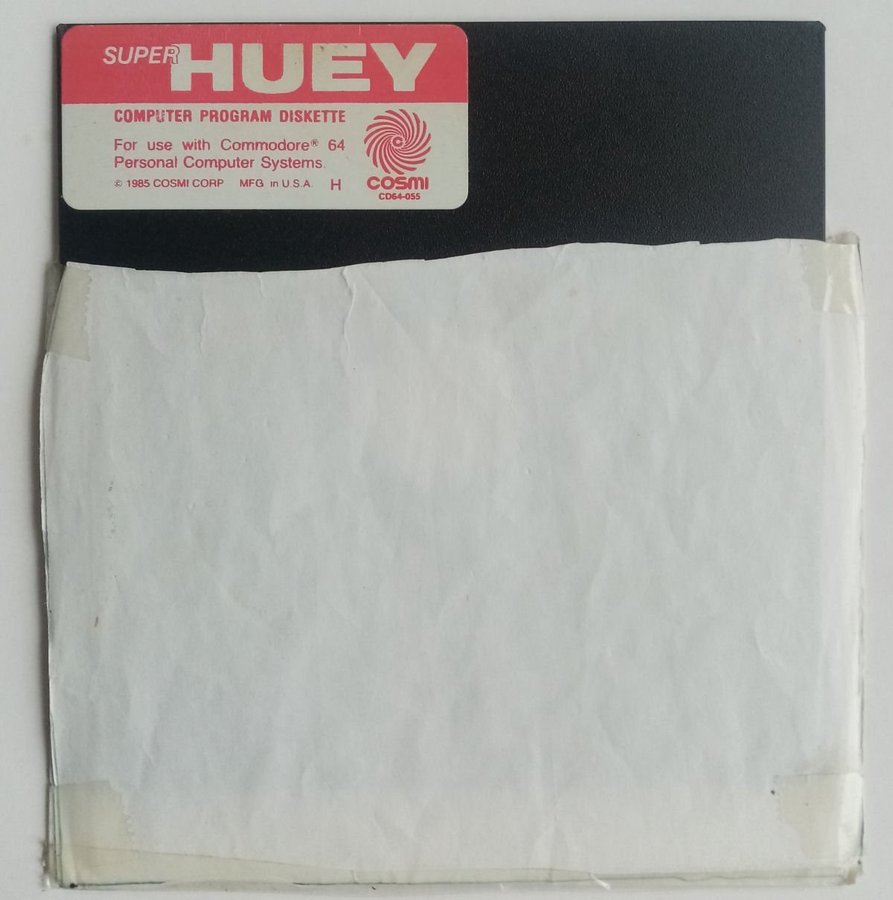 SUPER HUEY
COMPUTER PROGRAM DISKETTE
For use with Commodore® 64
Personal Computer Systems.
© 1985 COSMI CORP MFG in U.S.A. H
COSMI
CD64-055